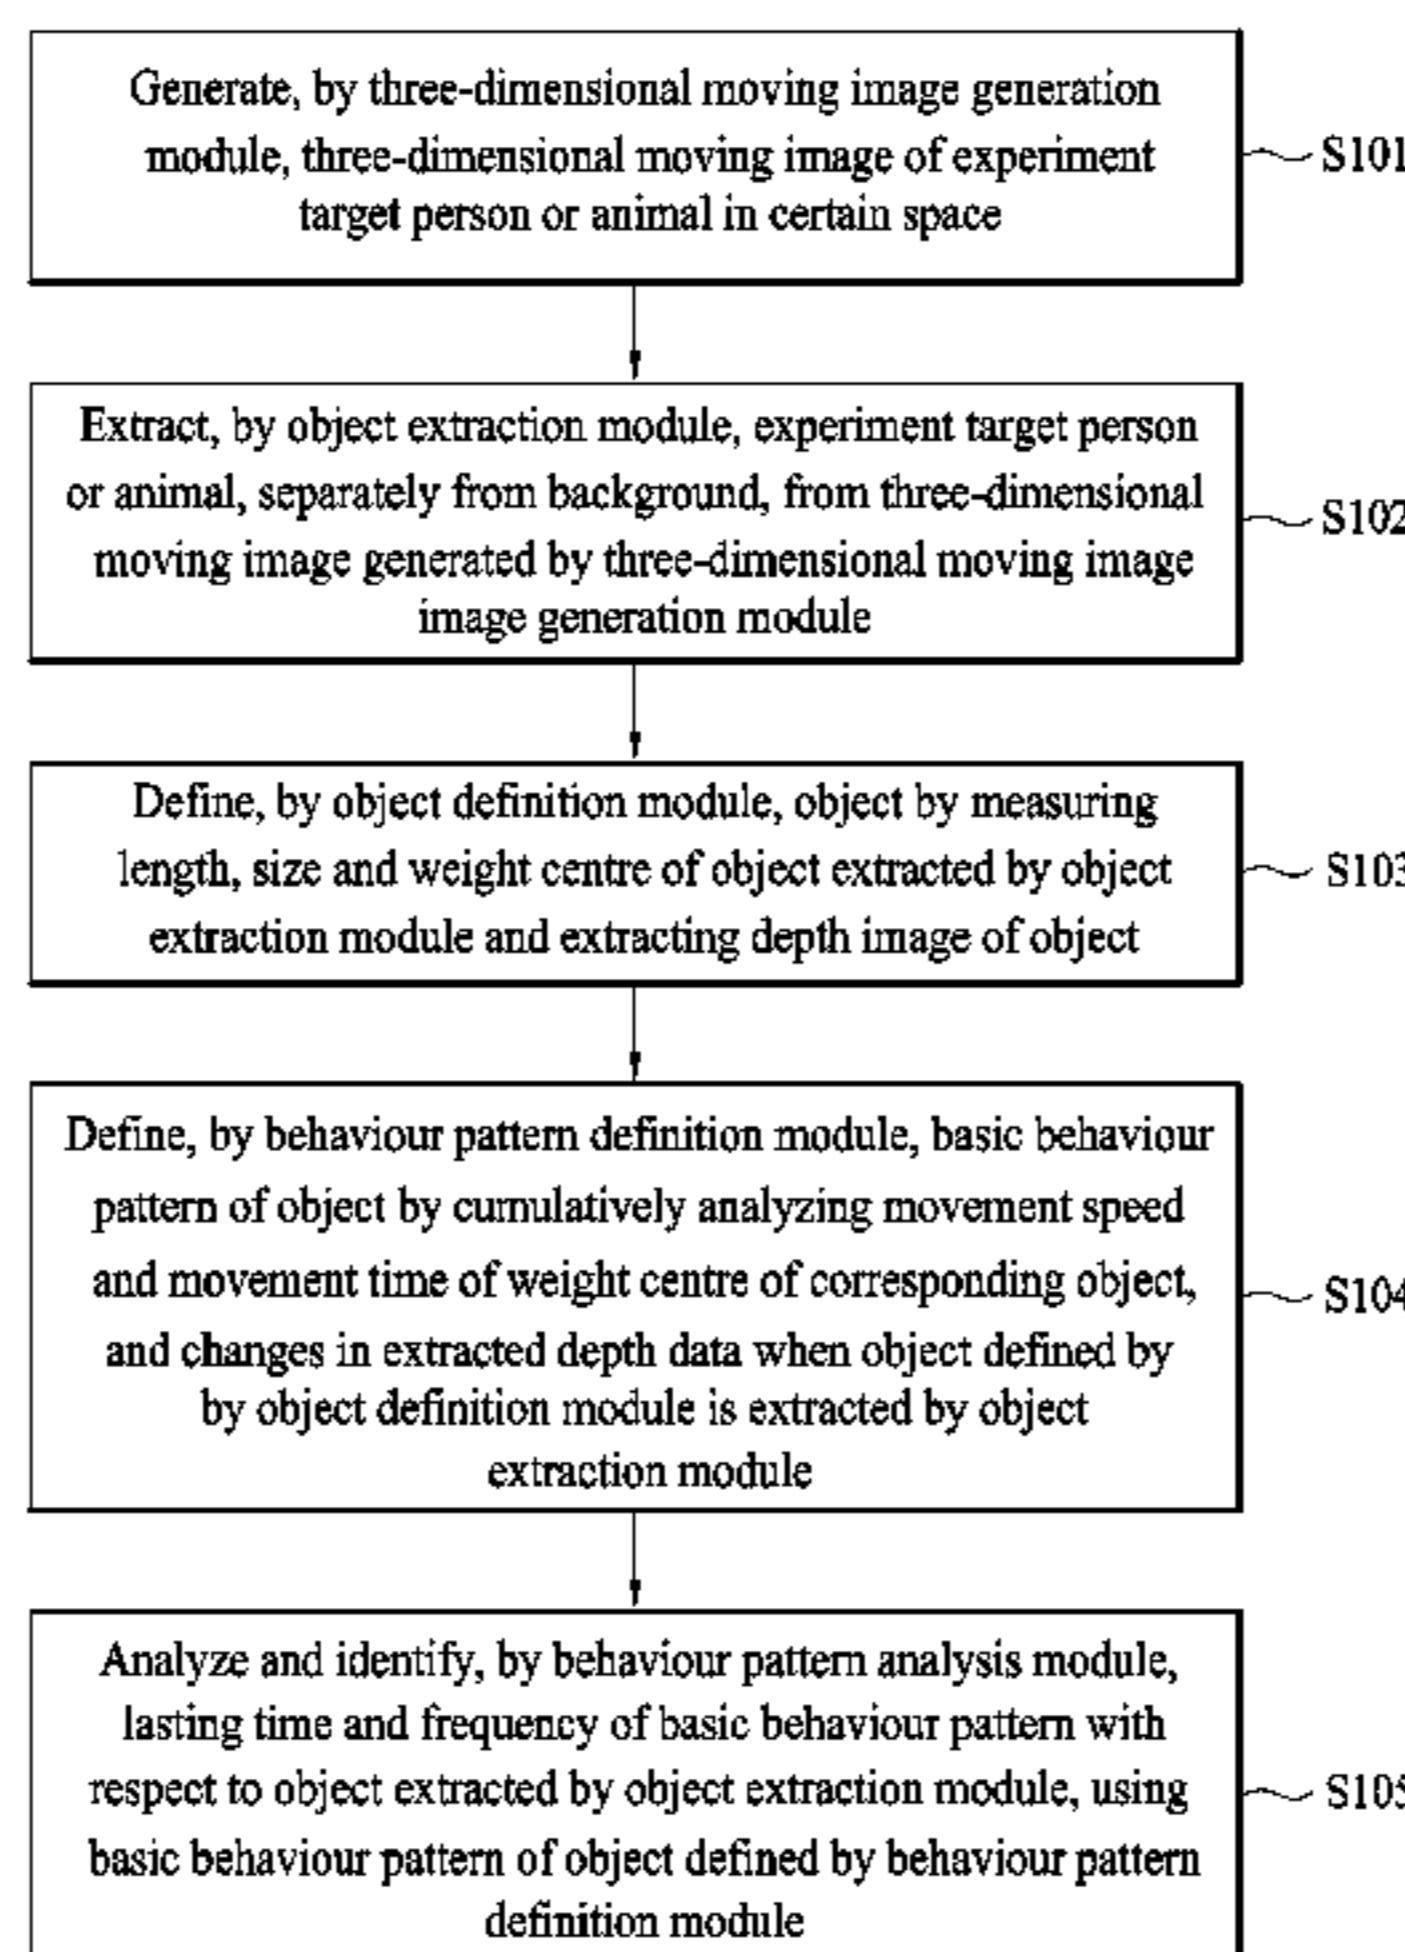 Generate, by three-dimensional moving image generation
module, three-dimensional moving image of experiment
target person or animal in certain space
S101
Extract, by object extraction module, experiment target person
or animal, separately from background, from three-dimensional
moving image generated by three-dimensional moving image
image generation module
S102
Define, by object definition module, object by measuring
length, size and weight centre of object extracted by object
extraction module and extracting depth image of object
S103
Define, by behaviour pattern definition module, basic behaviour
pattern of object by cumulatively analyzing movement speed
and movement time of weight centre of corresponding object,
and changes in extracted depth data when object defined by
by object definition module is extracted by object
extraction module
S104
Analyze and identify, by behaviour pattern analysis module,
lasting time and frequency of basic behaviour pattern with
respect to object extracted by object extraction module, using
basic behaviour pattern of object defined by behaviour pattern
definition module
S105